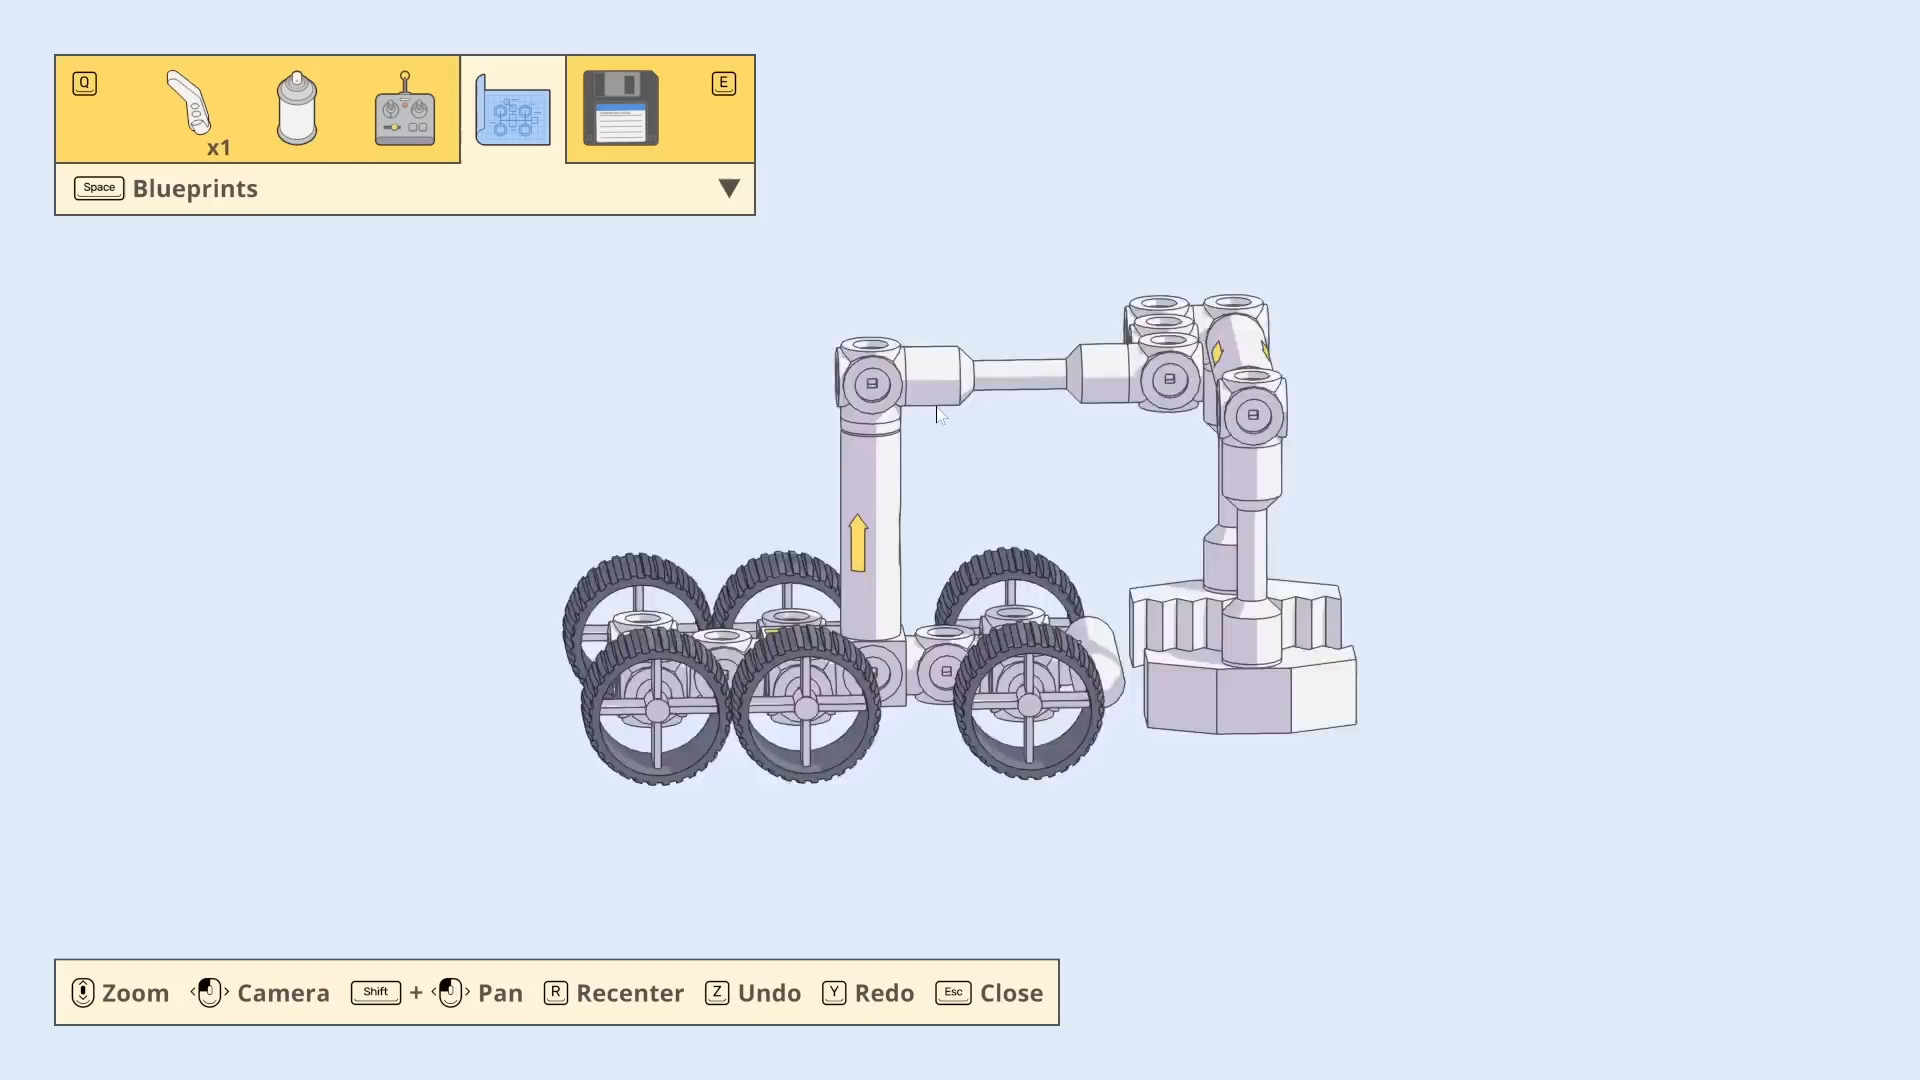 Q
E
x1
Space Blueprints
Zoom Camera Shift + Pan R Recenter Z Undo Y Redo Esc Close